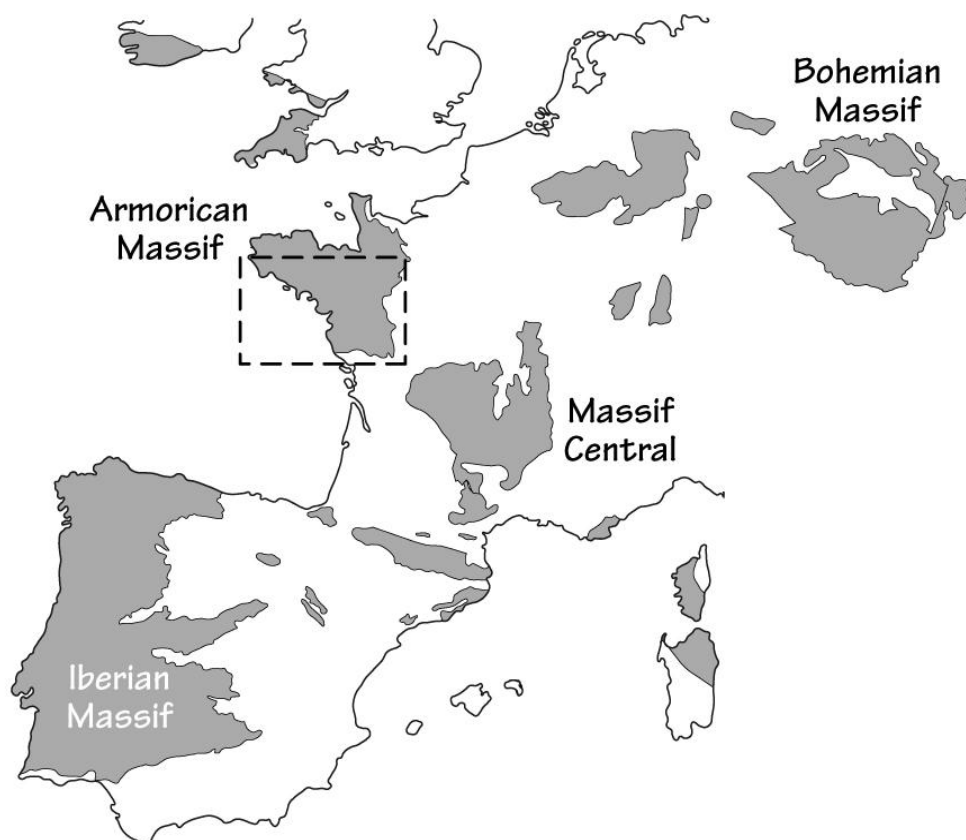 Bohemian
Massif
Armorican
Massif
Massif
Central
Iberian
Massif